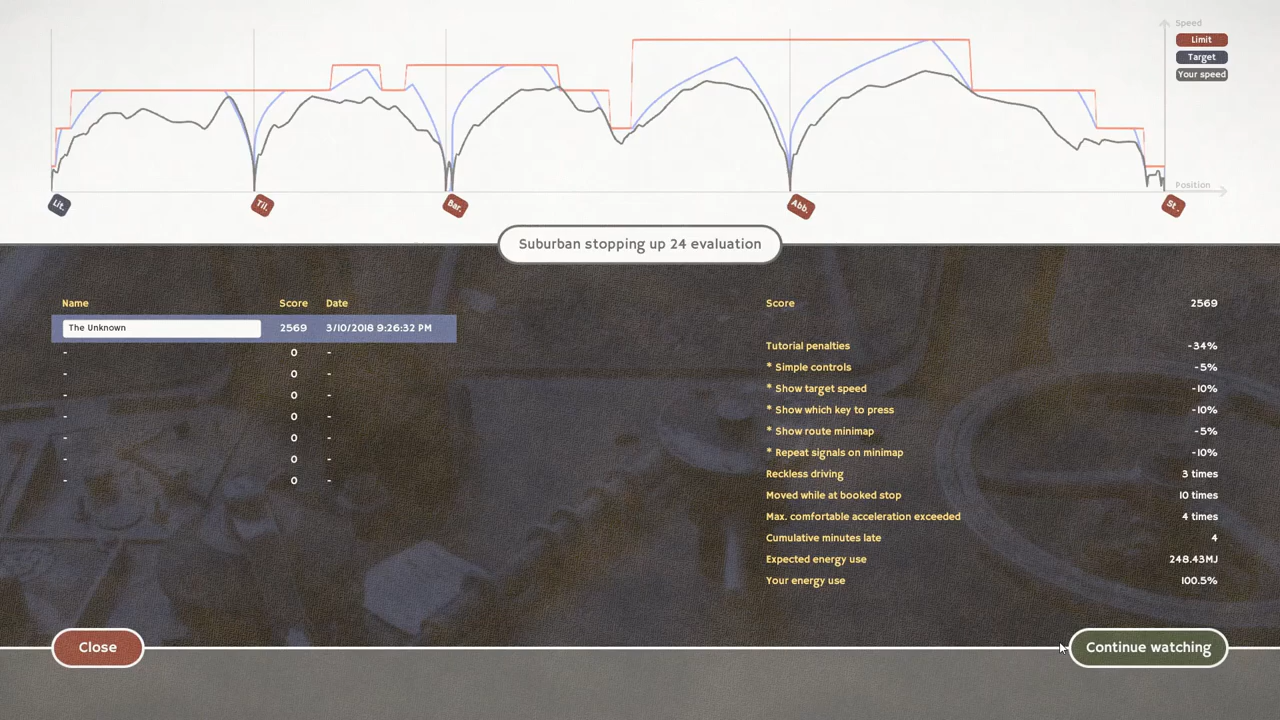 Speed
Limit
Target
Your speed
Position
Lit.
Til.
Bar.
Abb.
St.
Suburban stopping up 24 evaluation
Name Score Date
The Unknown 2569 3/10/2018 9:26:32 PM
- 0 -
- 0 -
- 0 -
- 0 -
- 0 -
- 0 -
- 0 -
Score 2569
Tutorial penalties -34%
* Simple controls -5%
* Show target speed -10%
* Show which key to press -10%
* Show route minimap -5%
* Repeat signals on minimap -10%
Reckless driving 3 times
Moved while at booked stop 10 times
Max. comfortable acceleration exceeded 4 times
Cumulative minutes late 4
Expected energy use 248.43MJ
Your energy use 100.5%
Close
Continue watching